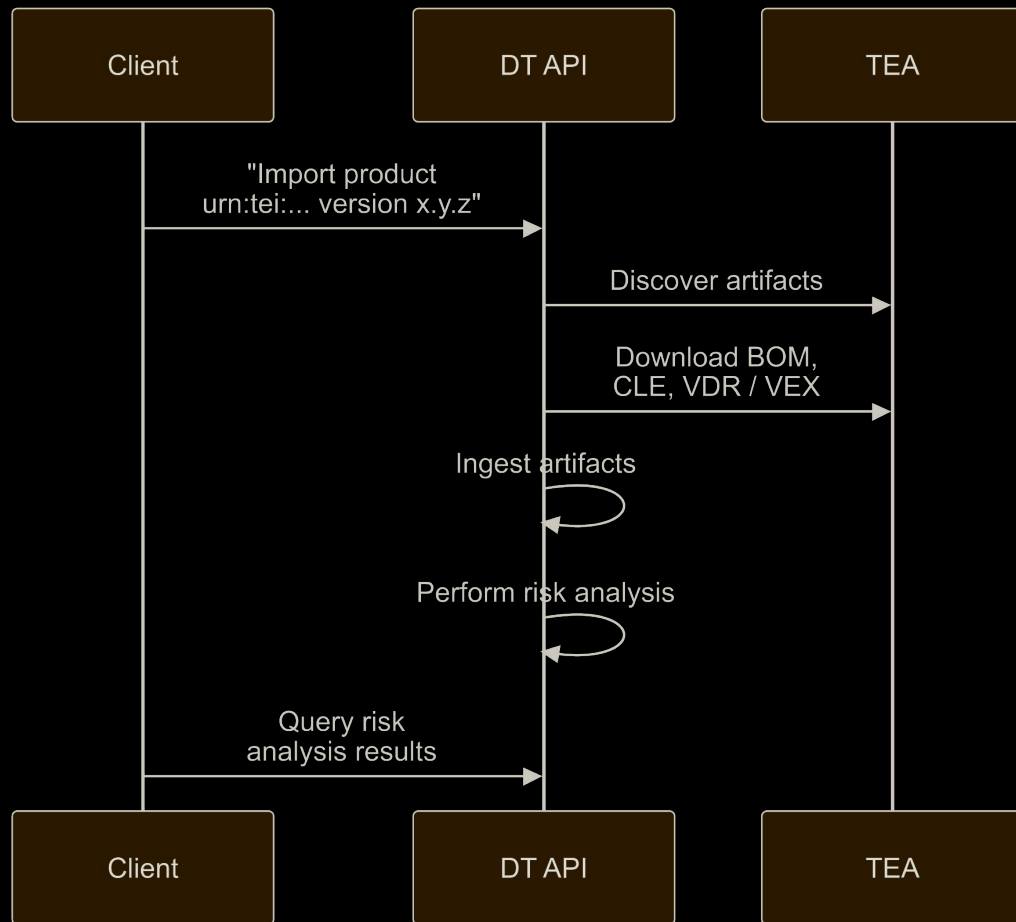 Client
DT API
TEA
"Import product
urn:tei:... version x.y.z"
Discover artifacts
Download BOM,
CLE, VDR / VEX
Ingest artifacts
Perform risk analysis
Query risk
analysis results
Client
DT API
TEA